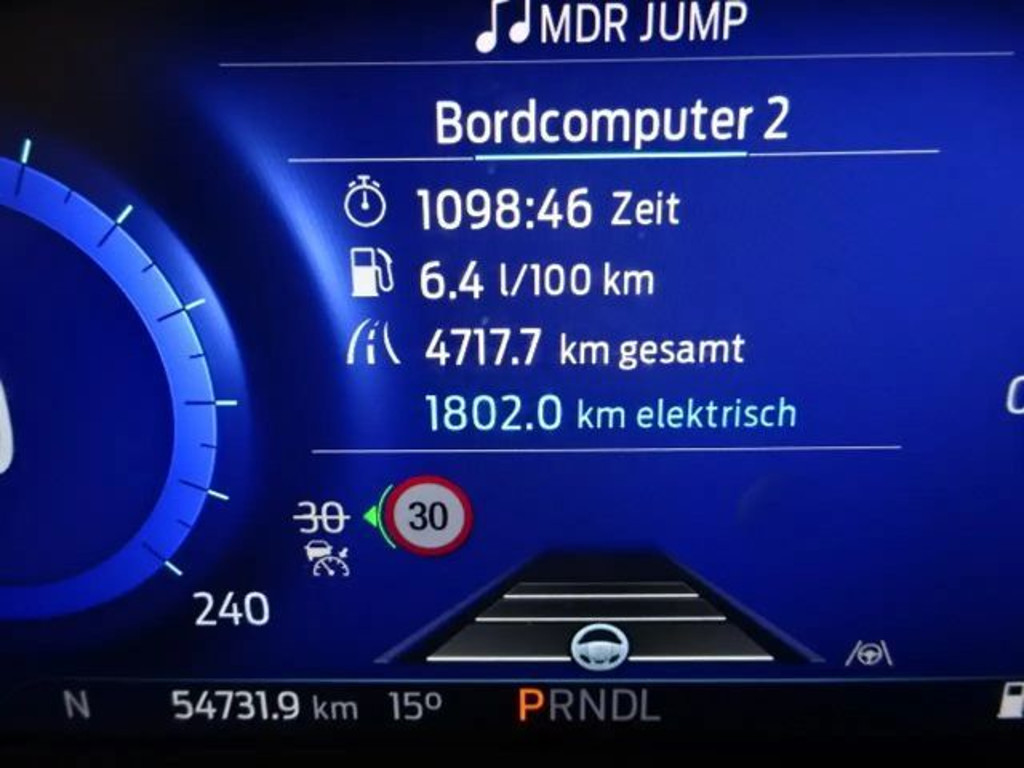 MDR JUMP
Bordcomputer 2
1098:46 Zeit
6.4 l/100 km
4717.7 km gesamt
1802.0 km elektrisch
30 30
240
N 54731.9 km 15º PRNDL